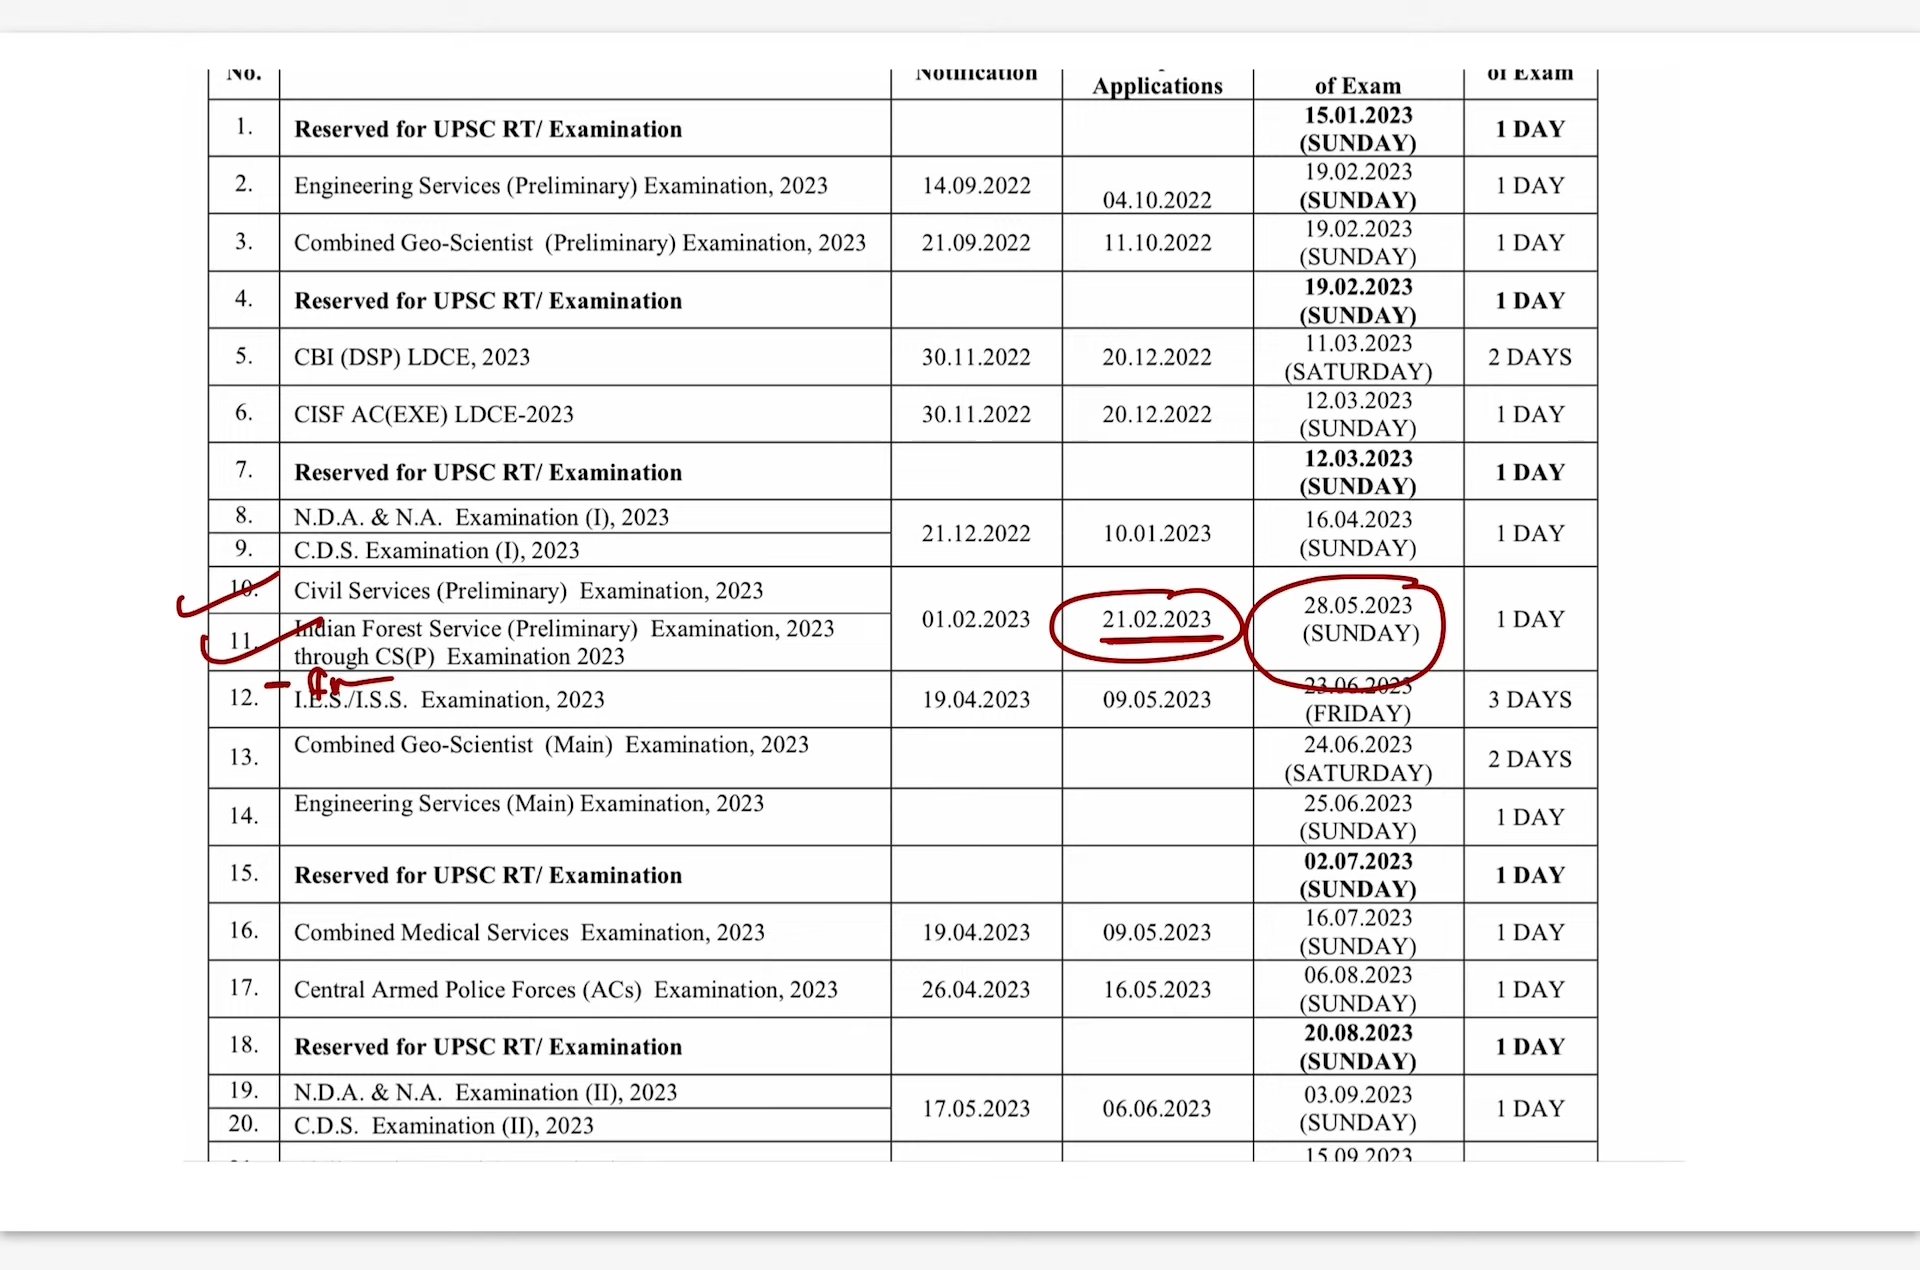 No. Notification of Exam
Applications of Exam
1. Reserved for UPSC RT/ Examination 15.01.2023 (SUNDAY) 1 DAY
2. Engineering Services (Preliminary) Examination, 2023 14.09.2022 04.10.2022 19.02.2023 (SUNDAY) 1 DAY
3. Combined Geo-Scientist (Preliminary) Examination, 2023 21.09.2022 11.10.2022 19.02.2023 (SUNDAY) 1 DAY
4. Reserved for UPSC RT/ Examination 19.02.2023 (SUNDAY) 1 DAY
5. CBI (DSP) LDCE, 2023 30.11.2022 20.12.2022 11.03.2023 (SATURDAY) 2 DAYS
6. CISF AC(EXE) LDCE-2023 30.11.2022 20.12.2022 12.03.2023 (SUNDAY) 1 DAY
7. Reserved for UPSC RT/ Examination 12.03.2023 (SUNDAY) 1 DAY
8. N.D.A. & N.A. Examination (I), 2023 21.12.2022 10.01.2023 16.04.2023 (SUNDAY) 1 DAY
9. C.D.S. Examination (I), 2023
10. Civil Services (Preliminary) Examination, 2023 01.02.2023 21.02.2023 28.05.2023 (SUNDAY) 1 DAY
11. Indian Forest Service (Preliminary) Examination, 2023
through CS(P) Examination 2023
12. I.E.S./I.S.S. Examination, 2023 19.04.2023 09.05.2023 23.06.2023 (FRIDAY) 3 DAYS
13. Combined Geo-Scientist (Main) Examination, 2023 24.06.2023 (SATURDAY) 2 DAYS
14. Engineering Services (Main) Examination, 2023 25.06.2023 (SUNDAY) 1 DAY
15. Reserved for UPSC RT/ Examination 02.07.2023 (SUNDAY) 1 DAY
16. Combined Medical Services Examination, 2023 19.04.2023 09.05.2023 16.07.2023 (SUNDAY) 1 DAY
17. Central Armed Police Forces (ACs) Examination, 2023 26.04.2023 16.05.2023 06.08.2023 (SUNDAY) 1 DAY
18. Reserved for UPSC RT/ Examination 20.08.2023 (SUNDAY) 1 DAY
19. N.D.A. & N.A. Examination (II), 2023 17.05.2023 06.06.2023 03.09.2023 (SUNDAY) 1 DAY
20. C.D.S. Examination (II), 2023
15.09.2023